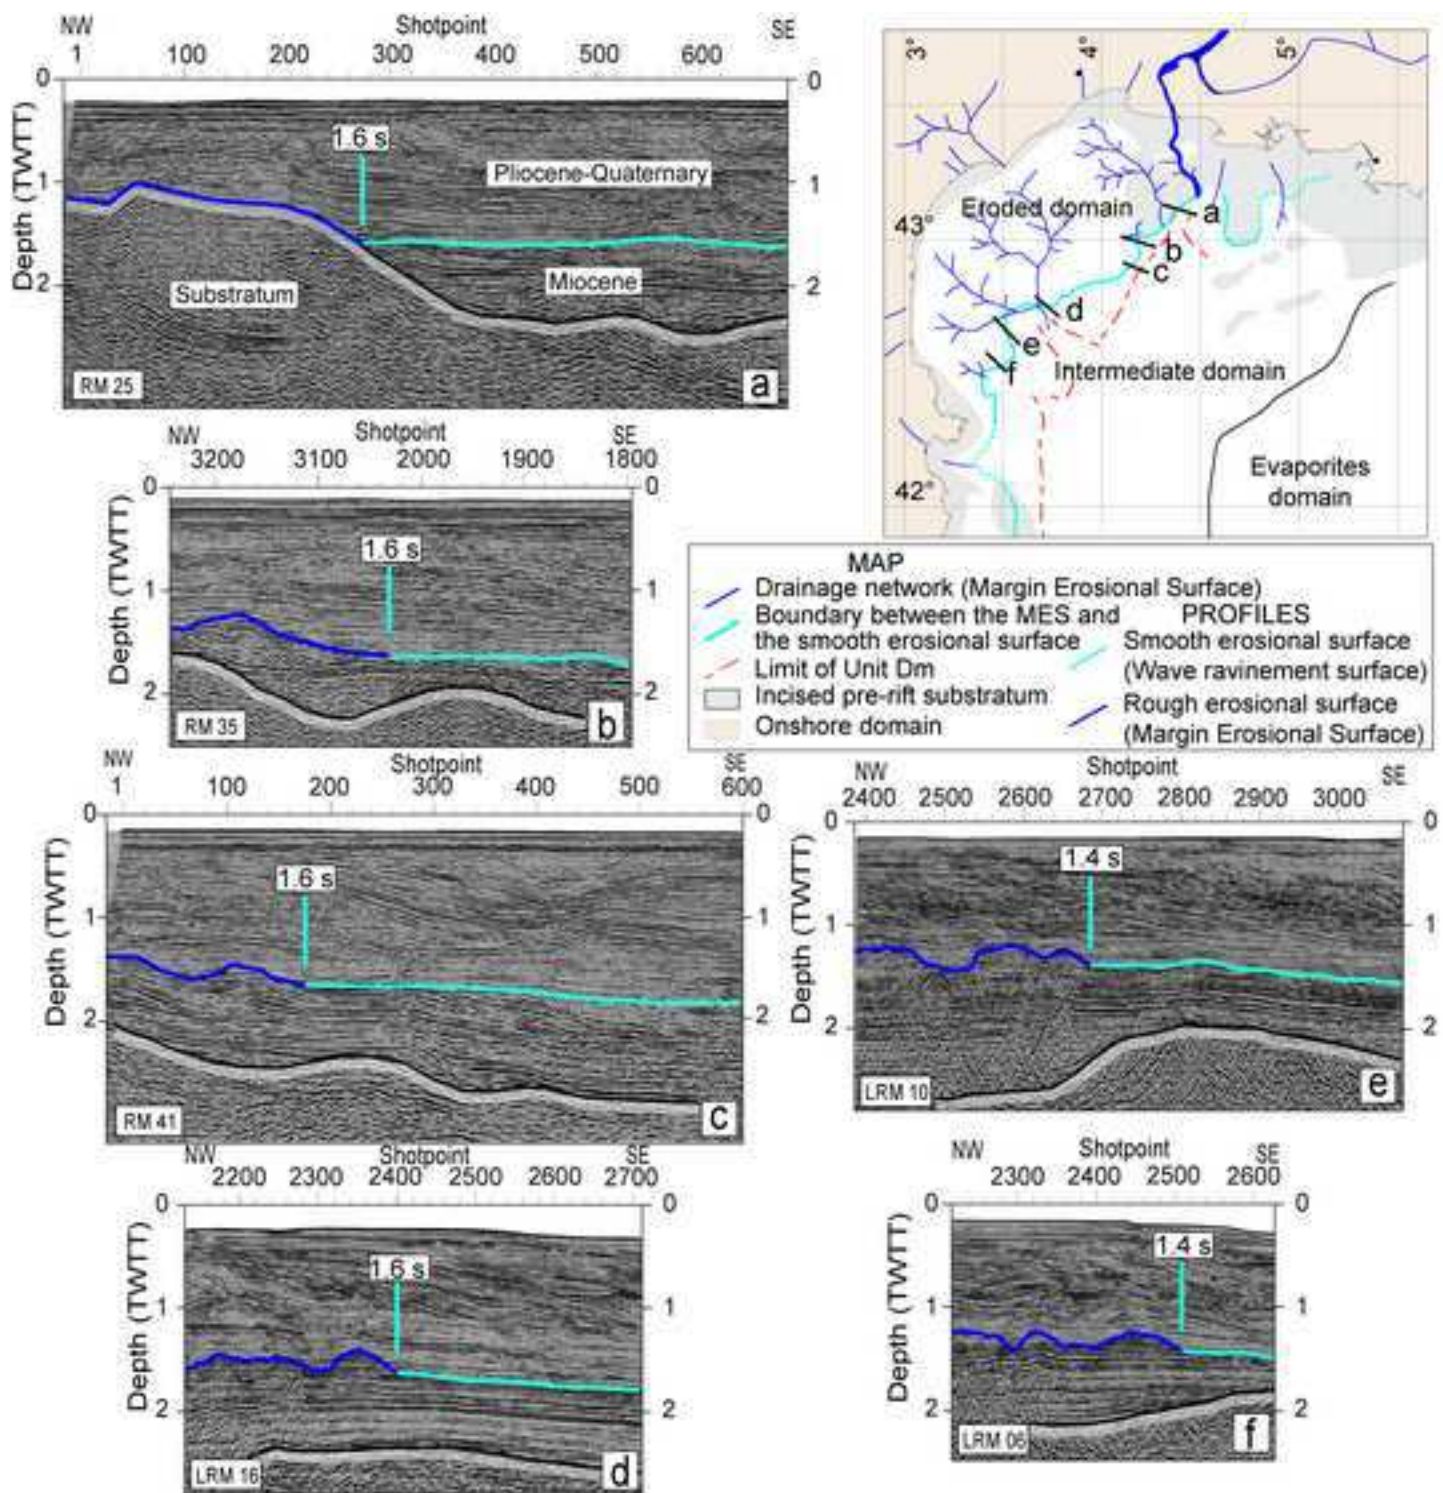 NW Shotpoint SE
1 100 200 300 400 500 600
0 0
1.6 s
Pliocene-Quaternary
1 1
Depth (TWTT)
2 2
Substratum
Miocene
RM 25
a
3° 4° 5°
Eroded domain
43°
a
b
c
d
e
f
Intermediate domain
Evaporites
domain
42°
NW Shotpoint SE
3200 3100 2000 1900 1800
0 0
1.6 s
Depth (TWTT)
1 1
2 2
RM 35
b
MAP
Drainage network (Margin Erosional Surface)
Boundary between the MES and
the smooth erosional surface
Limit of Unit Dm
Incised pre-rift substratum
Onshore domain
PROFILES
Smooth erosional surface
(Wave ravinement surface)
Rough erosional surface
(Margin Erosional Surface)
NW Shotpoint SE
1 100 200 300 400 500 600
0 0
1.6 s
Depth (TWTT)
1 1
2 2
RM 41
c
NW Shotpoint SE
2400 2500 2600 2700 2800 2900 3000
0 0
1.4 s
Depth (TWTT)
1 1
2 2
LRM 10
e
NW Shotpoint SE
2200 2300 2400 2500 2600 2700
0 0
1.6 s
Depth (TWTT)
1 1
2 2
LRM 16
d
NW Shotpoint SE
2300 2400 2500 2600
0 0
1.4 s
Depth (TWTT)
1 1
2 2
LRM 06
f